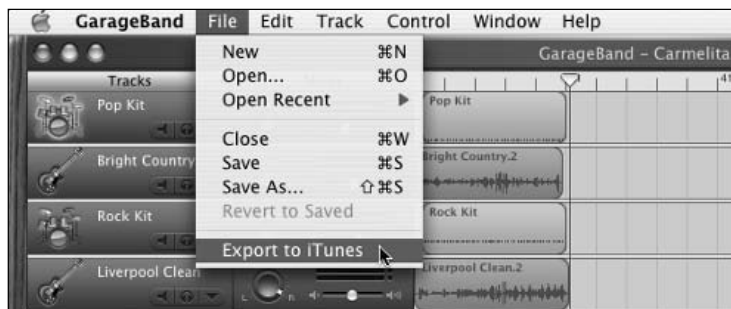 GarageBand File Edit Track Control Window Help
GarageBand – Carmelita
Tracks
New ⌘N
Open... ⌘O
Open Recent
Close ⌘W
Save ⌘S
Save As... ⇧⌘S
Revert to Saved
Export to iTunes
41
Pop Kit
Pop Kit
Bright Country
Bright Country.2
Rock Kit
Rock Kit
Liverpool Clean
Liverpool Clean.2
L R